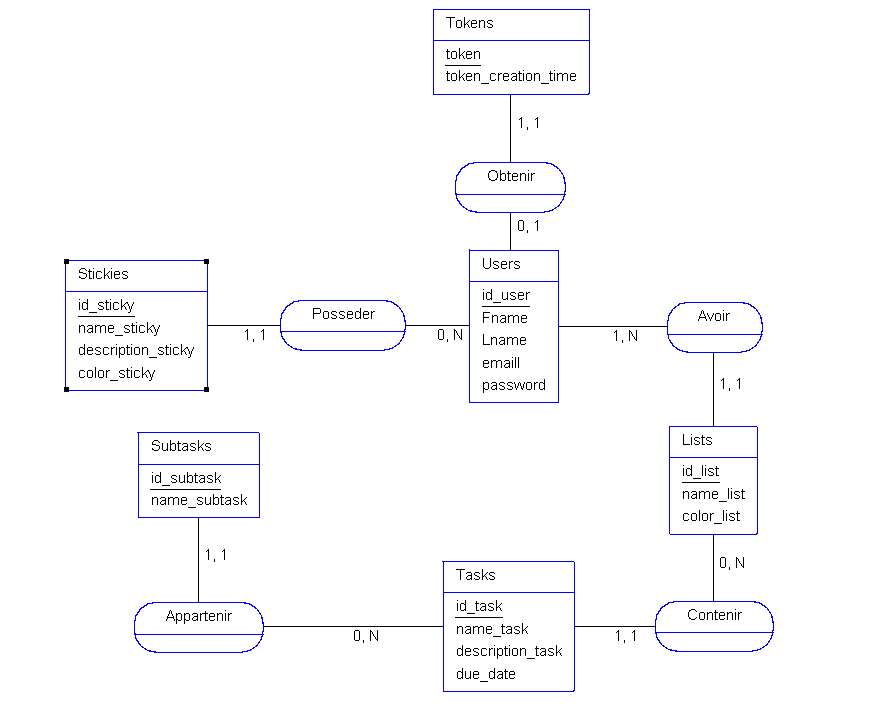 Tokens
token
token_creation_time
1, 1
Obtenir
0, 1
Users
id_user
Fname
Lname
emaill
password
Stickies
id_sticky
name_sticky
description_sticky
color_sticky
1, 1
Posseder
0, N
1, N
Avoir
1, 1
Lists
id_list
name_list
color_list
0, N
Contenir
1, 1
Tasks
id_task
name_task
description_task
due_date
0, N
Appartenir
1, 1
Subtasks
id_subtask
name_subtask